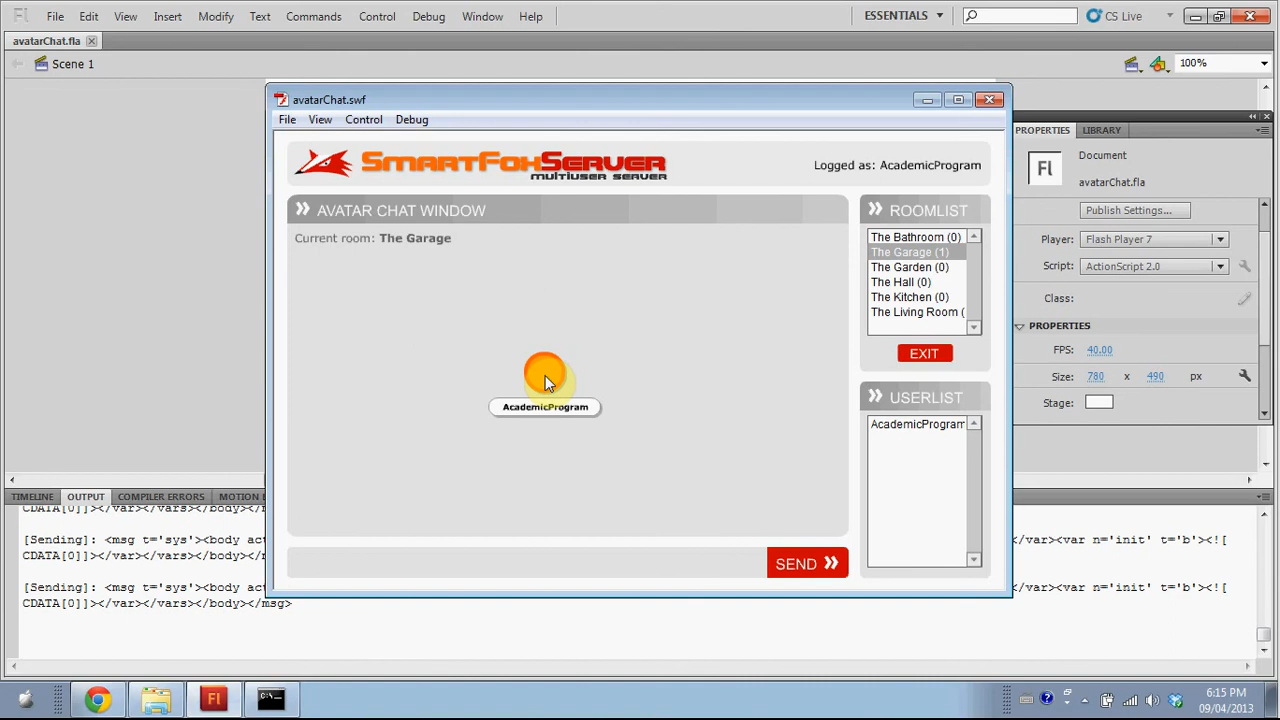 Fl File Edit View Insert Modify Text Commands Control Debug Window Help ESSENTIALS CS Live
avatarChat.fla
Scene 1 100%
avatarChat.swf
File View Control Debug
SMARTFOXSERVER
MULTIUSER SERVER
Logged as: AcademicProgram
AVATAR CHAT WINDOW
Current room: The Garage
AcademicProgram
SEND
ROOMLIST
The Bathroom (0)
The Garage (1)
The Garden (0)
The Hall (0)
The Kitchen (0)
The Living Room (
EXIT
USERLIST
AcademicProgram
PROPERTIES LIBRARY
Fl
Document
avatarChat.fla
Publish Settings...
Player: Flash Player 7
Script: ActionScript 2.0
Class:
PROPERTIES
FPS: 40.00
Size: 780 x 490 px
Stage:
TIMELINE OUTPUT COMPILER ERRORS MOTION E
CDATA[0]]></var></vars></body></m
[Sending]: <msg t='sys'><body ac </var><var n='init' t='b'><![
CDATA[0]]></var></vars></body></m
[Sending]: <msg t='sys'><body ac </var><var n='init' t='b'><![
CDATA[0]]></var></vars></body></msg>
Fl
6:15 PM
09/04/2013